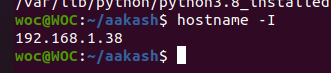 /var/lib/python/python3.8_installed
woc@WOC:~/aakash$ hostname -I
192.168.1.38
woc@WOC:~/aakash$